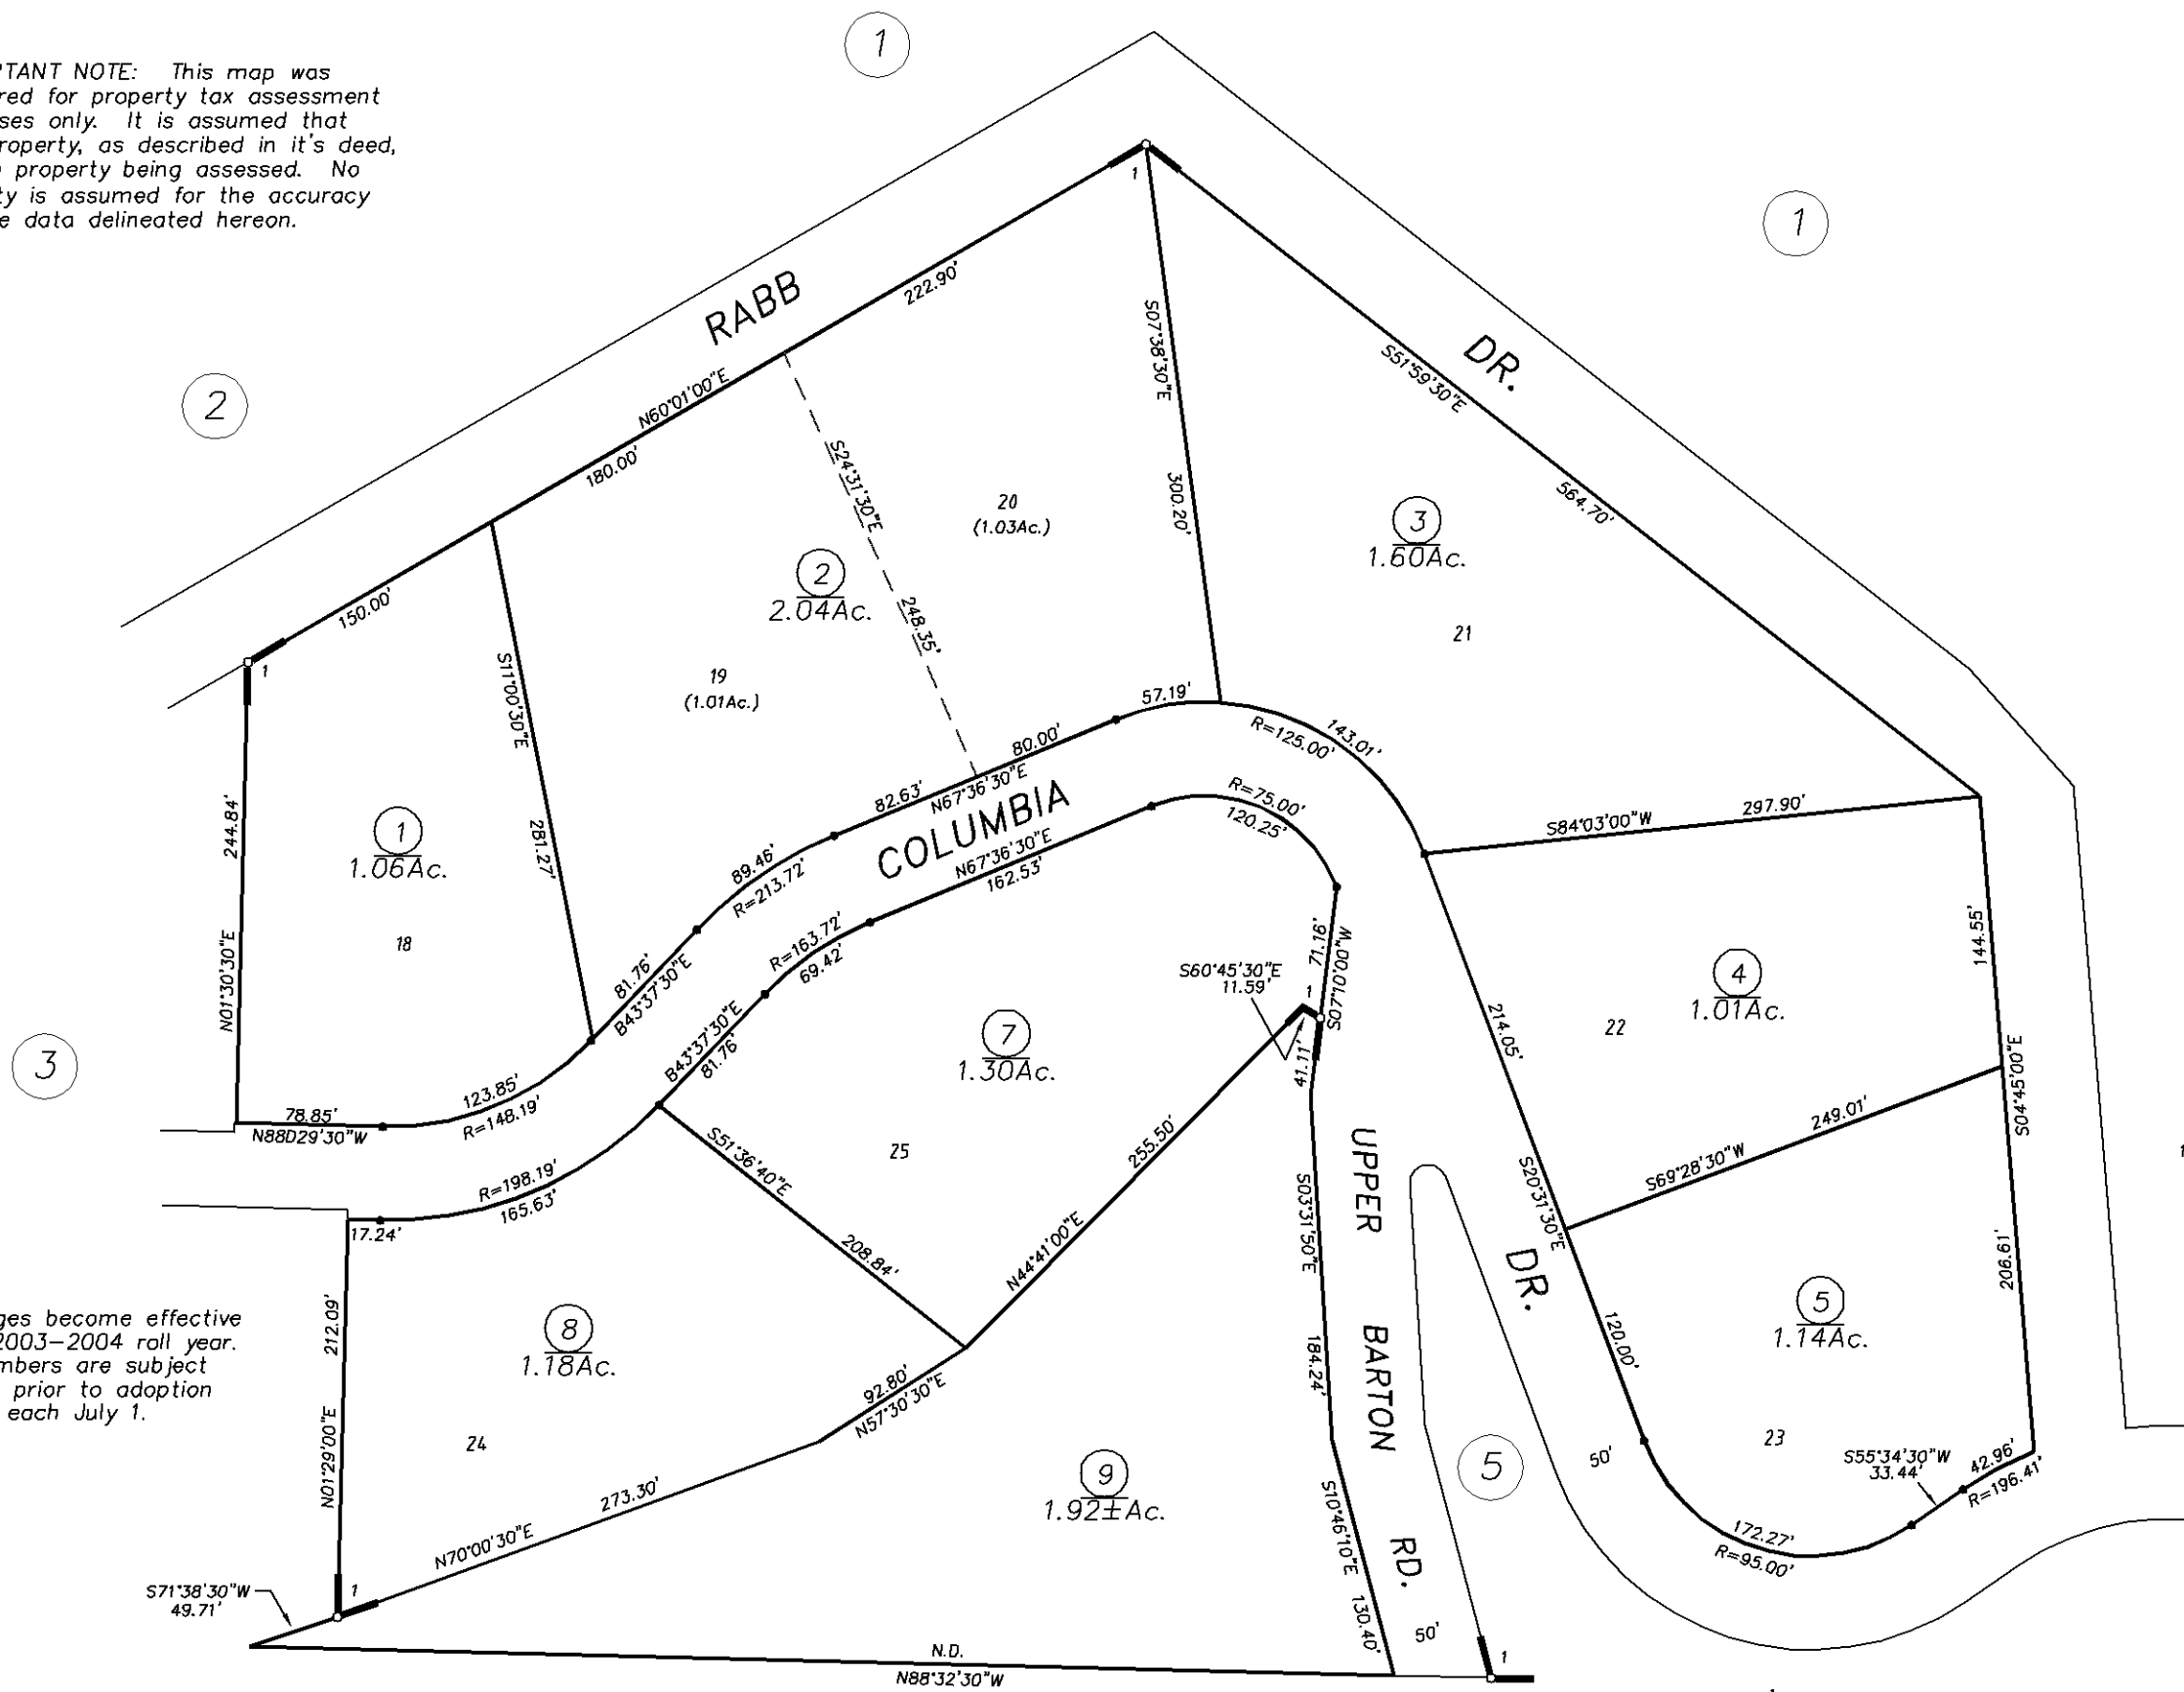 1
TANT NOTE: This map was
red for property tax assessment
ses only. It is assumed that
roperty, as described in it's deed,
property being assessed. No
ty is assumed for the accuracy
e data delineated hereon.
1
1
2
RABB
DR.
222.90'
N60°01'00"E
180.00'
150.00'
1
S07°38'30"E
300.20'
S51°59'30"E
564.70'
S24°31'30"E
248.35'
20
(1.03Ac.)
2
2.04Ac.
19
(1.01Ac.)
3
1.60Ac.
21
S11°00'30"E
281.27'
244.84'
N01°30'30"E
1
1.06Ac.
18
3
78.85'
N88D29'30"W
123.85'
R=148.19'
81.76'
B43°37'30"E
89.46'
R=213.72'
82.63'
80.00'
N67°36'30"E
57.19'
R=125.00'
143.01'
COLUMBIA
N67°36'30"E
162.53'
R=75.00'
120.25'
R=163.72'
69.42'
B43°37'30"E
81.76'
R=198.19'
165.63'
17.24'
S84°03'00"W
297.90'
144.55'
S04°45'00"E
4
1.01Ac.
22
214.05'
S20°31'30"E
120.00'
S69°28'30"W
249.01'
206.61'
5
1.14Ac.
23
S55°34'30"W
33.44'
42.96'
R=196.41'
172.27'
R=95.00'
50'
DR.
71.16'
S07°01'00"W
S60°45'30"E
11.59'
1
41.11'
7
1.30Ac.
25
255.50'
N44°41'00"E
S51°36'40"E
208.84'
UPPER
BARTON
RD.
50'
5
S03°31'50"E
184.24'
S10°46'10"E
130.40'
1
ges become effective
2003-2004 roll year.
mbers are subject
prior to adoption
each July 1.
212.09'
N01°29'00"E
8
1.18Ac.
24
92.80'
N57°30'30"E
273.30'
N70°00'30"E
9
1.92±Ac.
S71°38'30"W
49.71'
1
N.D.
N88°32'30"W